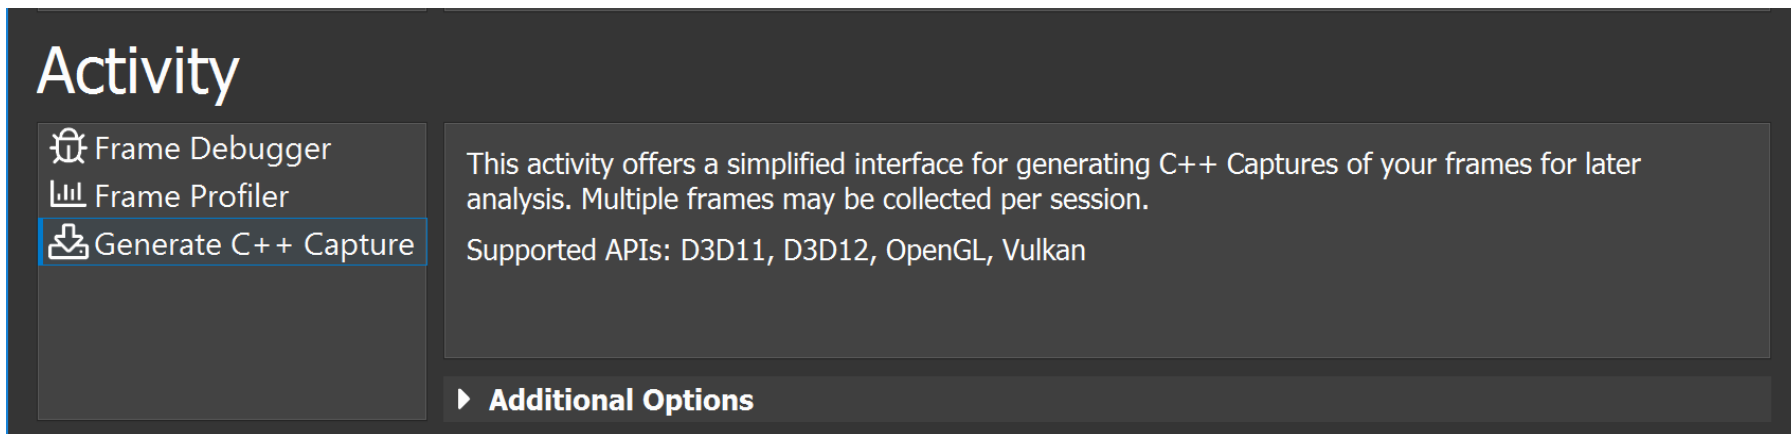 Activity
Frame Debugger
Frame Profiler
Generate C++ Capture
This activity offers a simplified interface for generating C++ Captures of your frames for later
analysis. Multiple frames may be collected per session.
Supported APIs: D3D11, D3D12, OpenGL, Vulkan
Additional Options